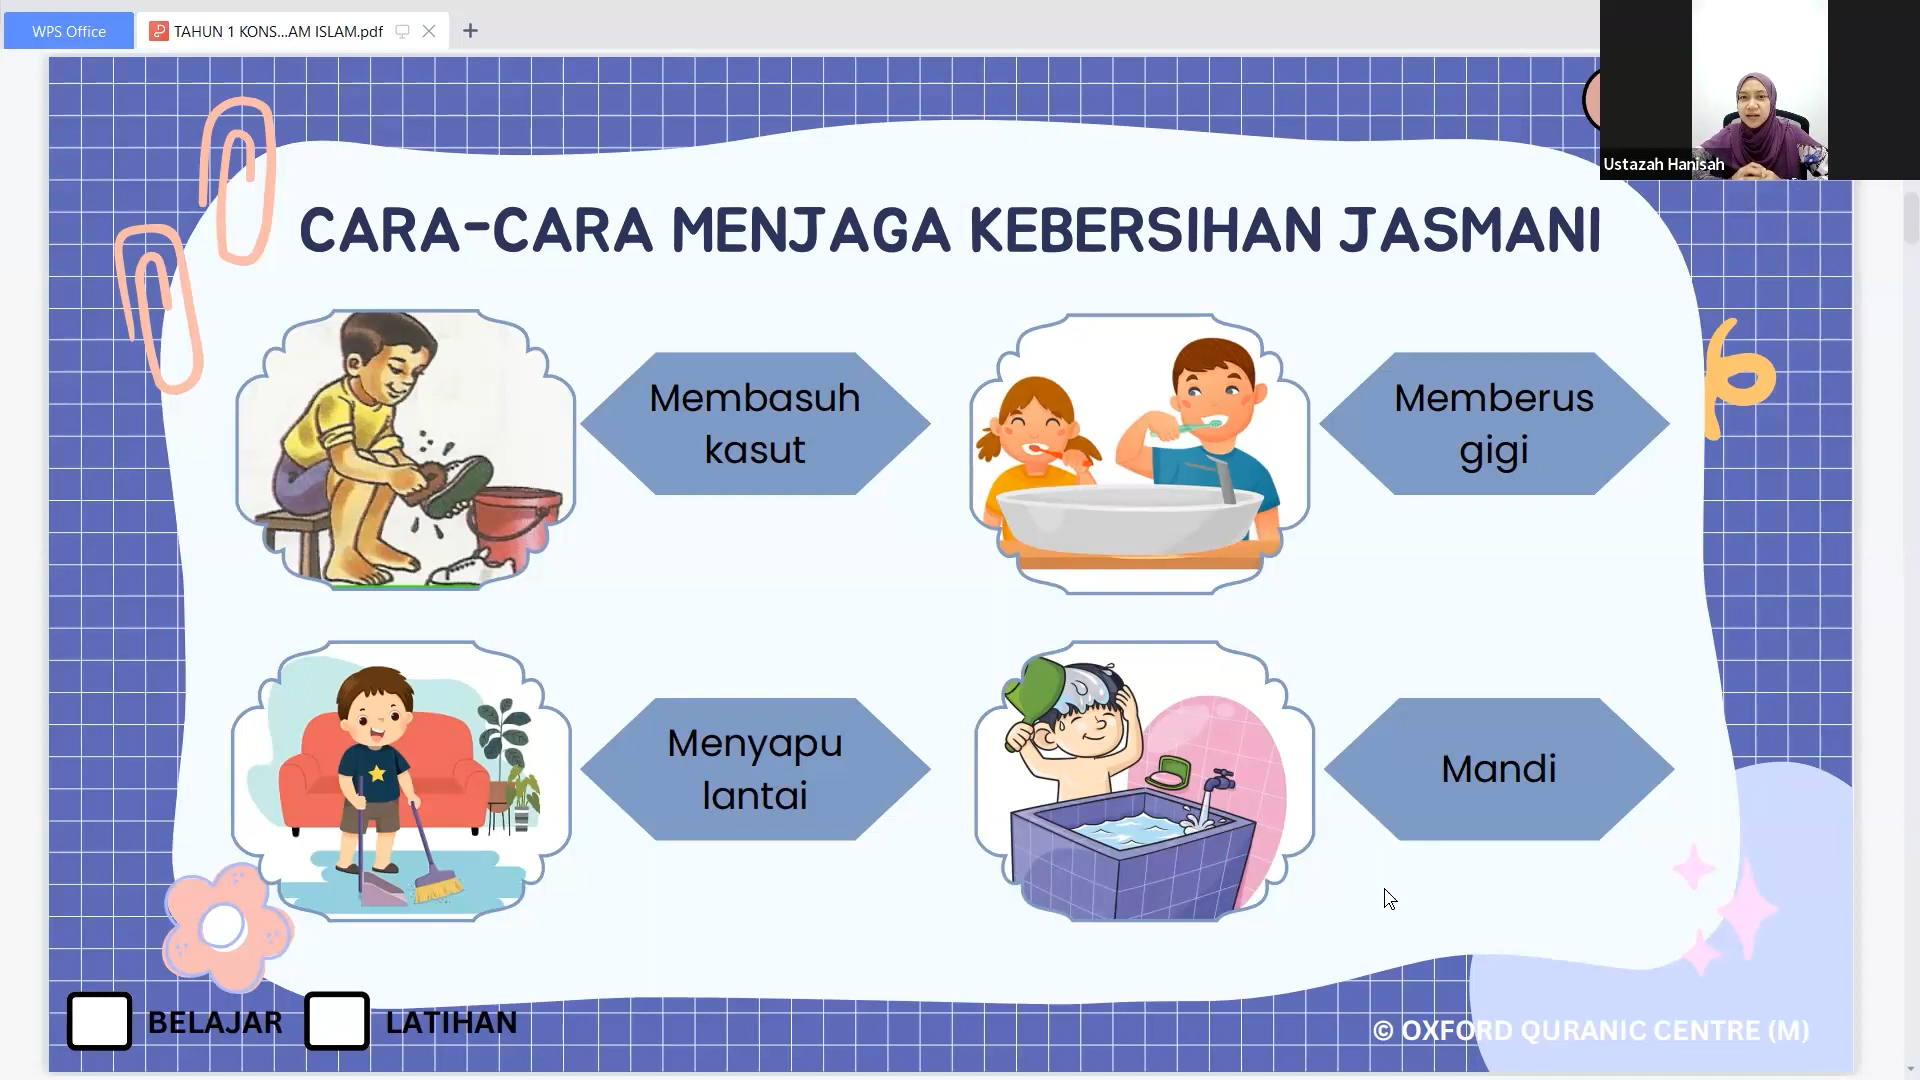 WPS Office
TAHUN 1 KONS...AM ISLAM.pdf
Ustazah Hanisah
CARA-CARA MENJAGA KEBERSIHAN JASMANI
Membasuh
kasut
Memberus
gigi
Menyapu
lantai
Mandi
BELAJAR
LATIHAN
© OXFORD QURANIC CENTRE (M)